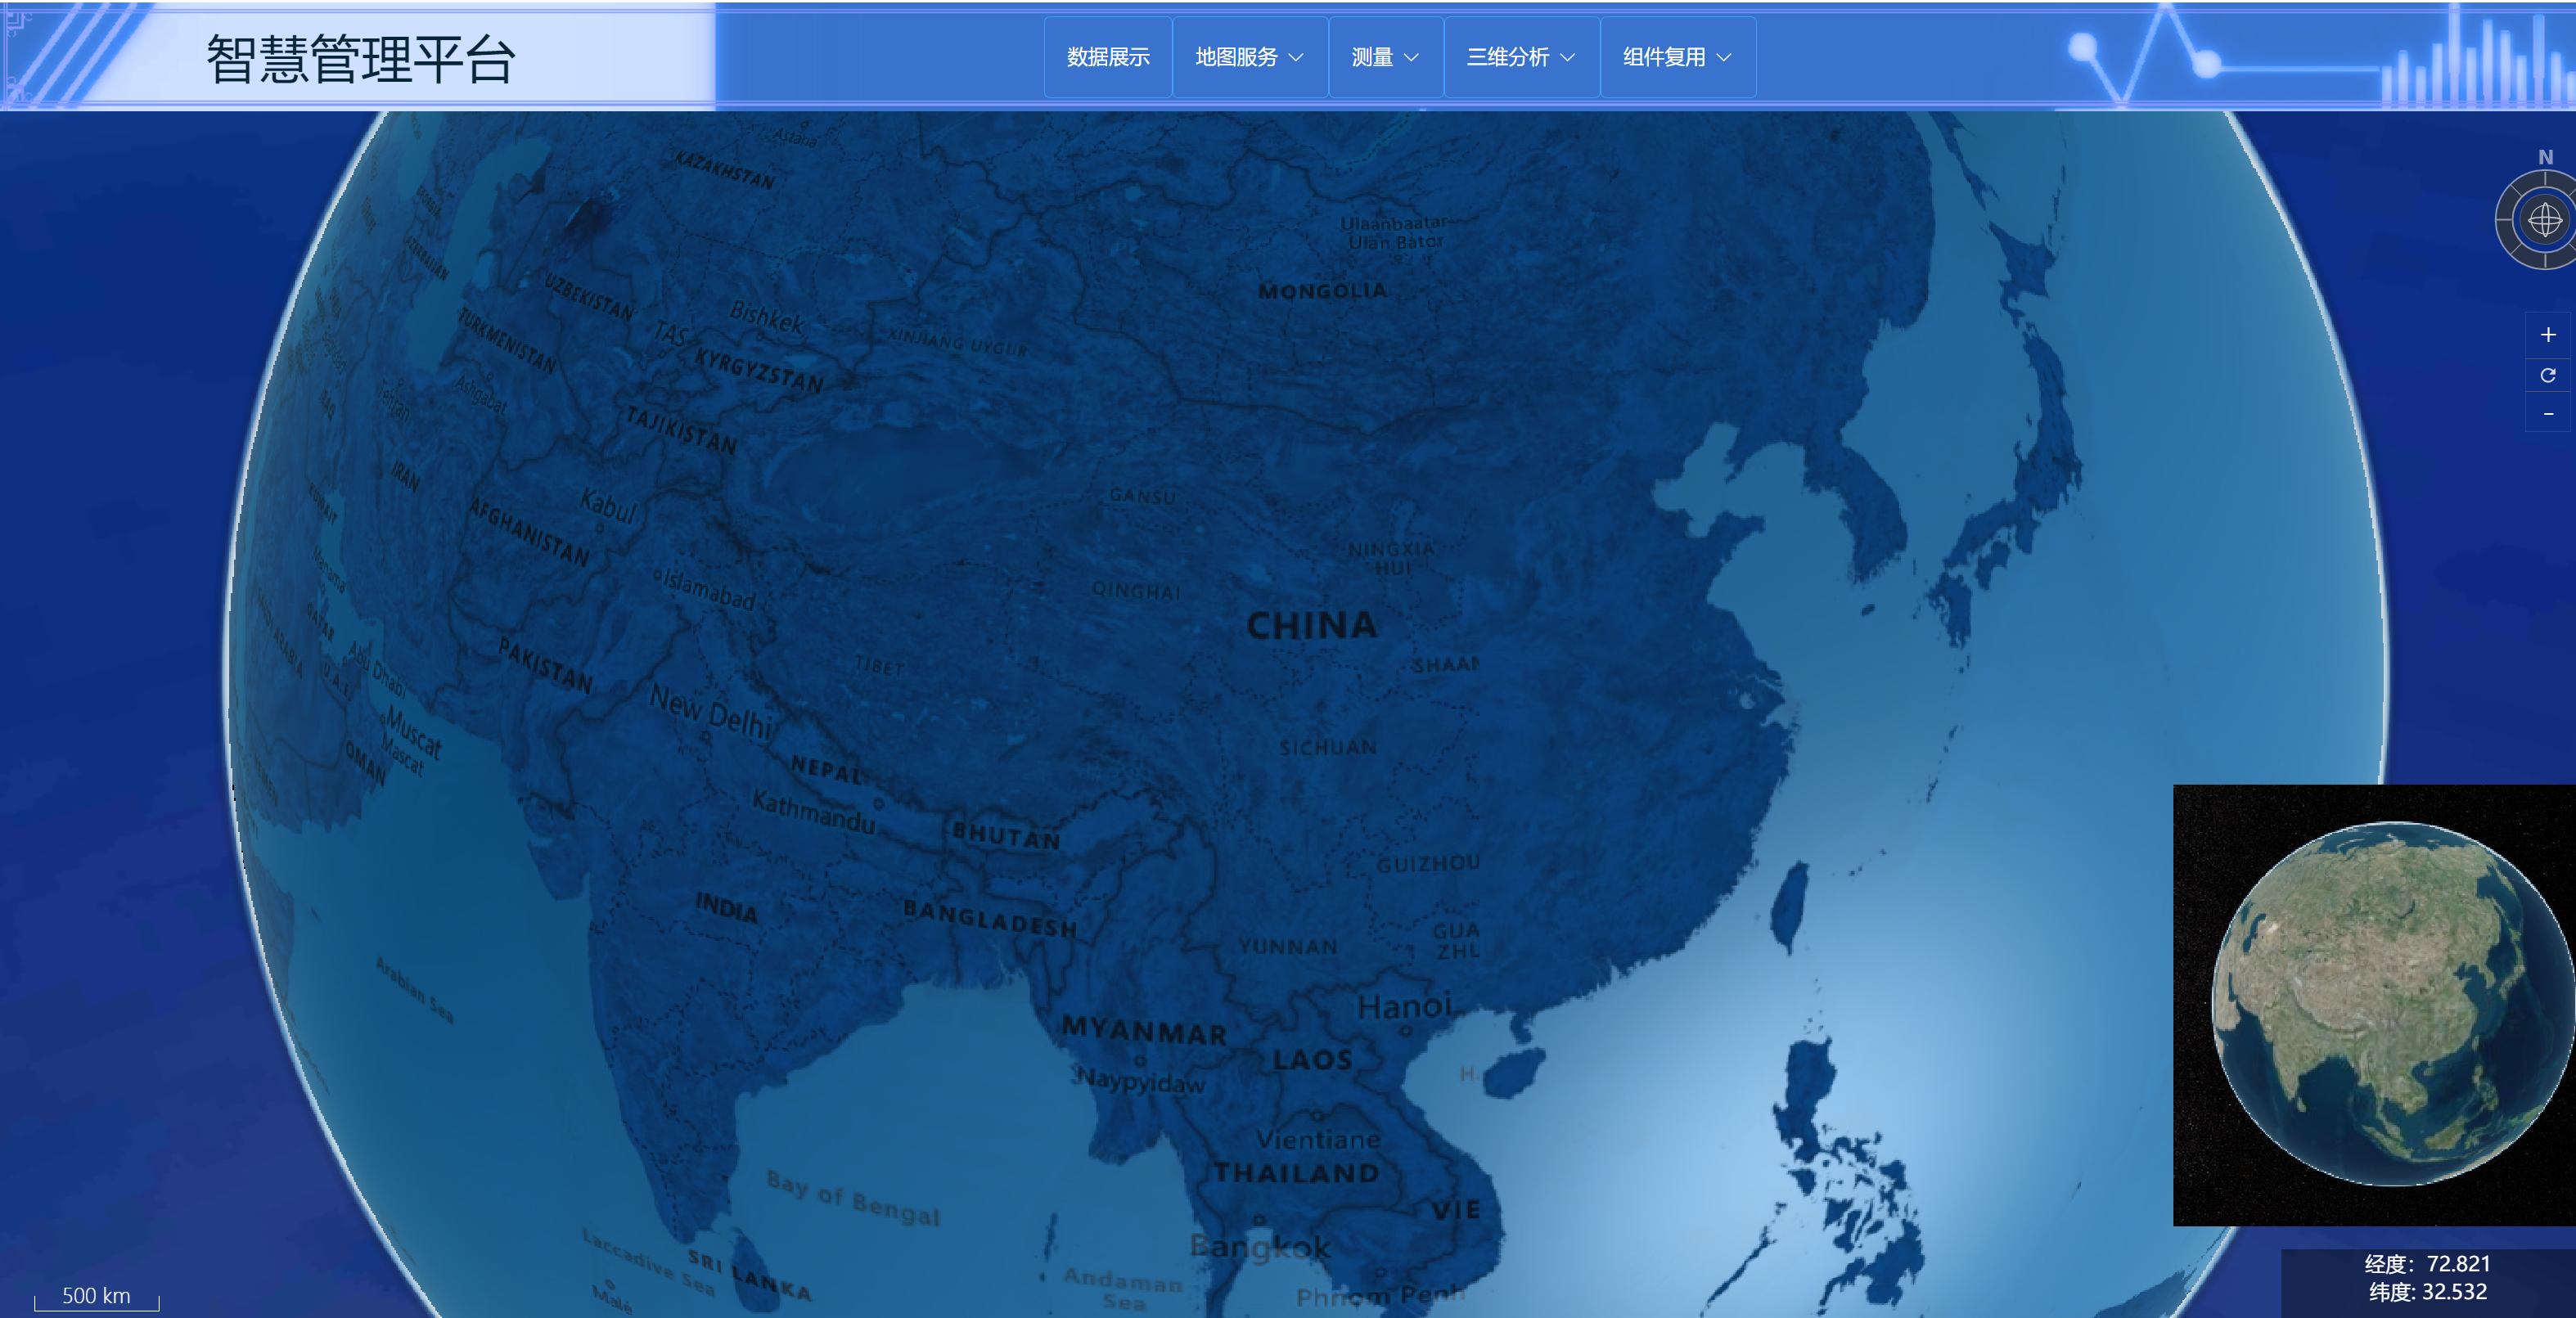 智慧管理平台
数据展示
地图服务
测量
三维分析
组件复用
N
Astana
KAZAKHSTAN
Ulaanbaatar
Ulan Bator
MONGOLIA
UZBEKISTAN
Bishkek
TAS
KYRGYZSTAN
XINJIANG UYGUR
TURKMENISTAN
Ashgabat
Tehran
TAJIKISTAN
IRAN
KUWAIT
Kabul
AFGHANISTAN
GANSU
NINGXIA
HUI
Islamabad
QINGHAI
CHINA
Manama
QATAR
Abu Dhabi
U.A.E.
PAKISTAN
TIBET
SHAAN
New Delhi
Muscat
Mascat
OMAN
NEPAL
Kathmandu
SICHUAN
BHUTAN
GUIZHOU
INDIA
BANGLADESH
YUNNAN
GUA
ZHU
Arabian Sea
Hanoi
MYANMAR
LAOS
Naypyidaw
H
Vientiane
THAILAND
VIE
Bay of Bengal
Bangkok
Laccadive Sea
SRI LANKA
Andaman
Sea
Phnom Penh
Malé
500 km
经度：72.821
纬度: 32.532